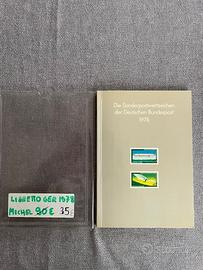 LIBRETTO GER 1978
MICHEL 90€ 35€
Die Sonderpostwertzeichen
der Deutschen Bundespost
1978